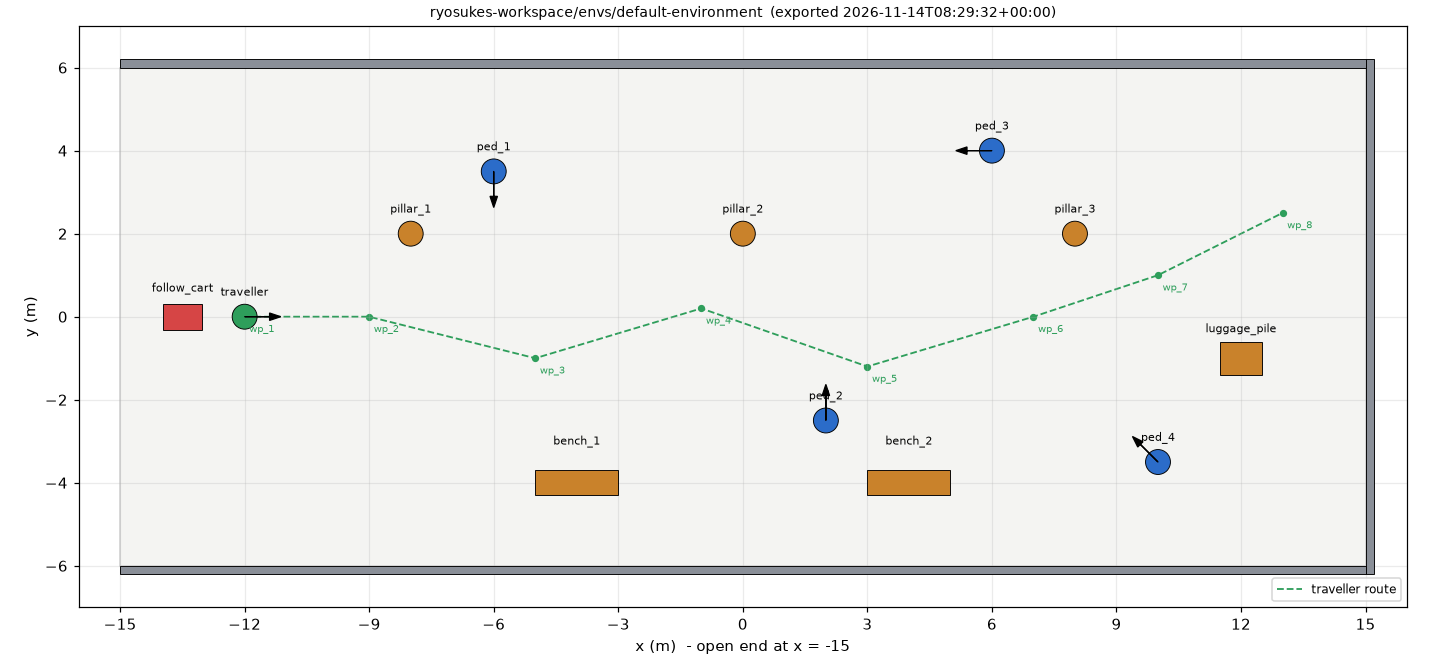 ryosukes-workspace/envs/default-environment (exported 2026-11-14T08:29:32+00:00)
6
4
2
0
−2
−4
−6
y (m)
ped_3
ped_1
pillar_1
pillar_2
pillar_3
wp_8
follow_cart
traveller
wp_7
wp_1
wp_2
wp_4
wp_6
luggage_pile
wp_3
wp_5
ped_2
bench_1
bench_2
ped_4
traveller route
−15
−12
−9
−6
−3
0
3
6
9
12
15
x (m) - open end at x = -15